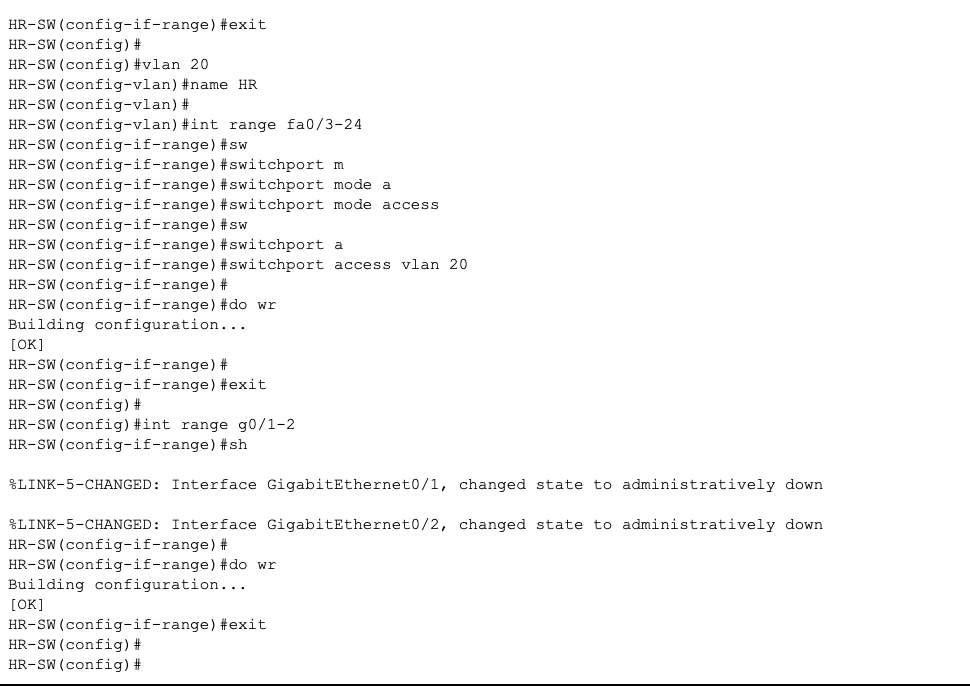 HR-SW(config-if-range)#exit
HR-SW(config)#
HR-SW(config)#vlan 20
HR-SW(config-vlan)#name HR
HR-SW(config-vlan)#
HR-SW(config-vlan)#int range fa0/3-24
HR-SW(config-if-range)#sw
HR-SW(config-if-range)#switchport m
HR-SW(config-if-range)#switchport mode a
HR-SW(config-if-range)#switchport mode access
HR-SW(config-if-range)#sw
HR-SW(config-if-range)#switchport a
HR-SW(config-if-range)#switchport access vlan 20
HR-SW(config-if-range)#
HR-SW(config-if-range)#do wr
Building configuration...
[OK]
HR-SW(config-if-range)#
HR-SW(config-if-range)#exit
HR-SW(config)#
HR-SW(config)#int range g0/1-2
HR-SW(config-if-range)#sh
%LINK-5-CHANGED: Interface GigabitEthernet0/1, changed state to administratively down
%LINK-5-CHANGED: Interface GigabitEthernet0/2, changed state to administratively down
HR-SW(config-if-range)#
HR-SW(config-if-range)#do wr
Building configuration...
[OK]
HR-SW(config-if-range)#exit
HR-SW(config)#
HR-SW(config)#